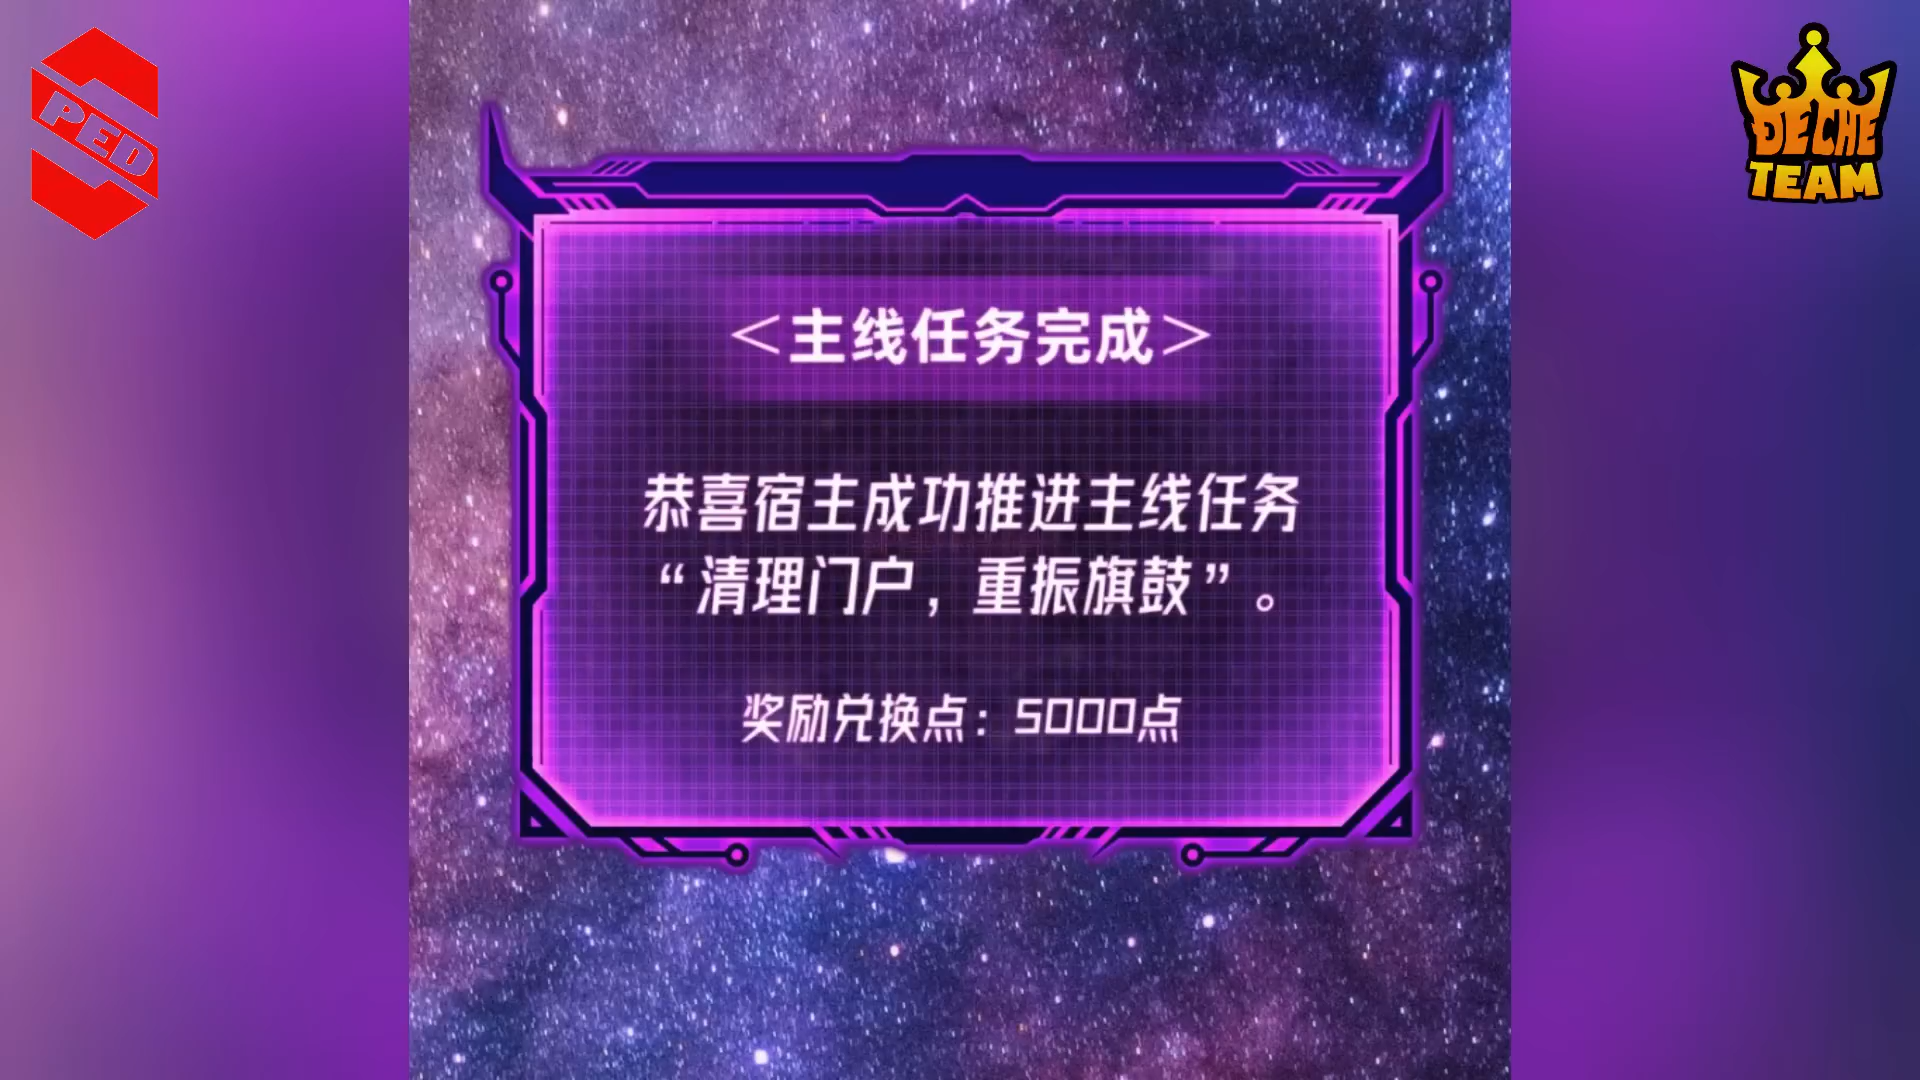 PED
ĐECHE
TEAM
<主线任务完成>
恭喜宿主成功推进主线任务
“清理门户，重振旗鼓”。
奖励兑换点：5000点